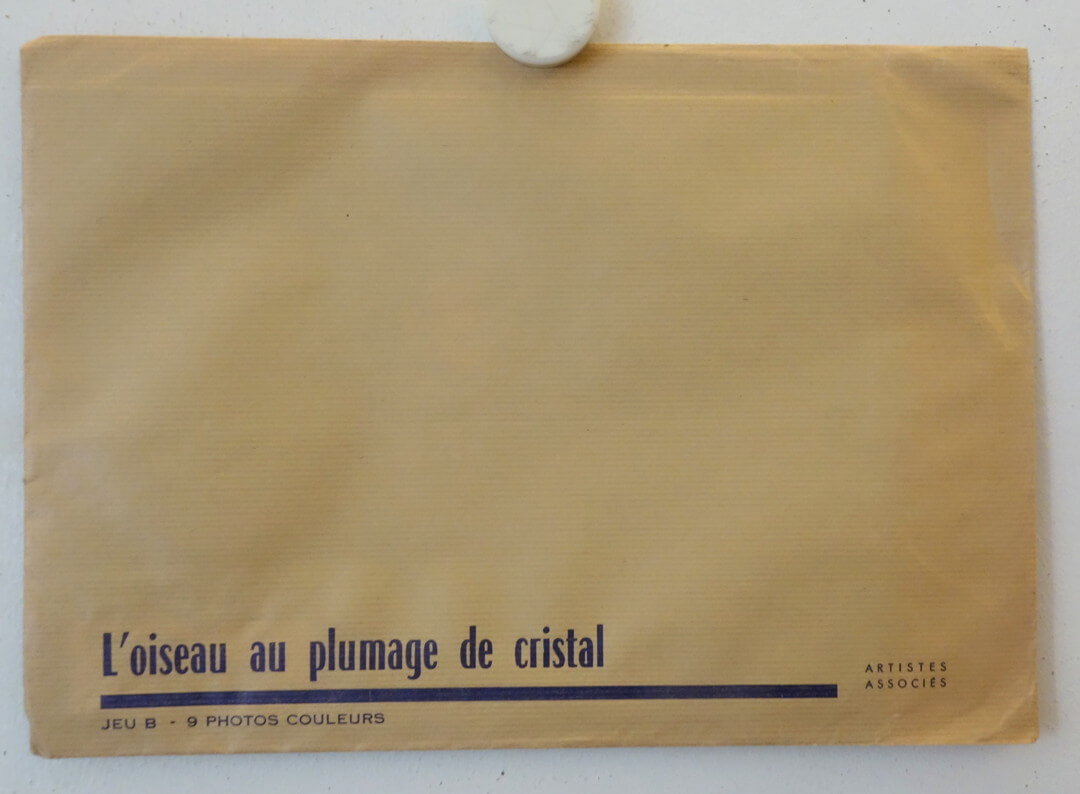 L'oiseau au plumage de cristal
JEU B - 9 PHOTOS COULEURS
ARTISTES
ASSOCIÉS